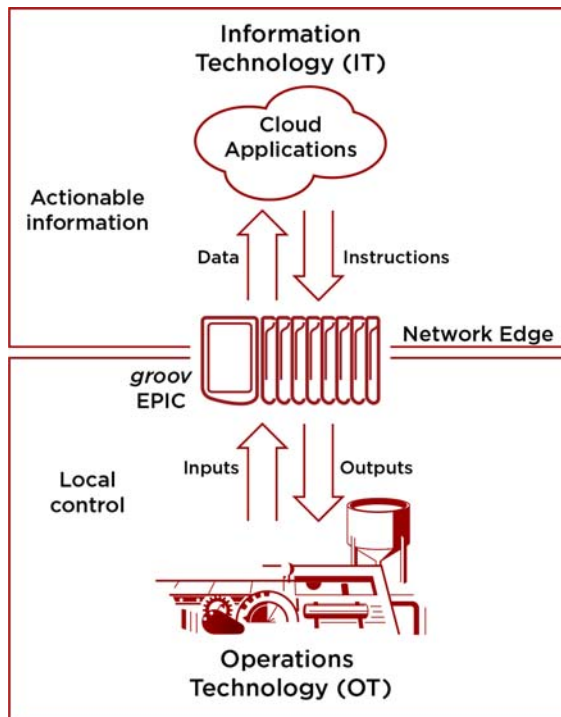 Information
Technology (IT)
Cloud
Applications
Actionable
information
Data
Instructions
Network Edge
groov
EPIC
Inputs
Outputs
Local
control
Operations
Technology (OT)